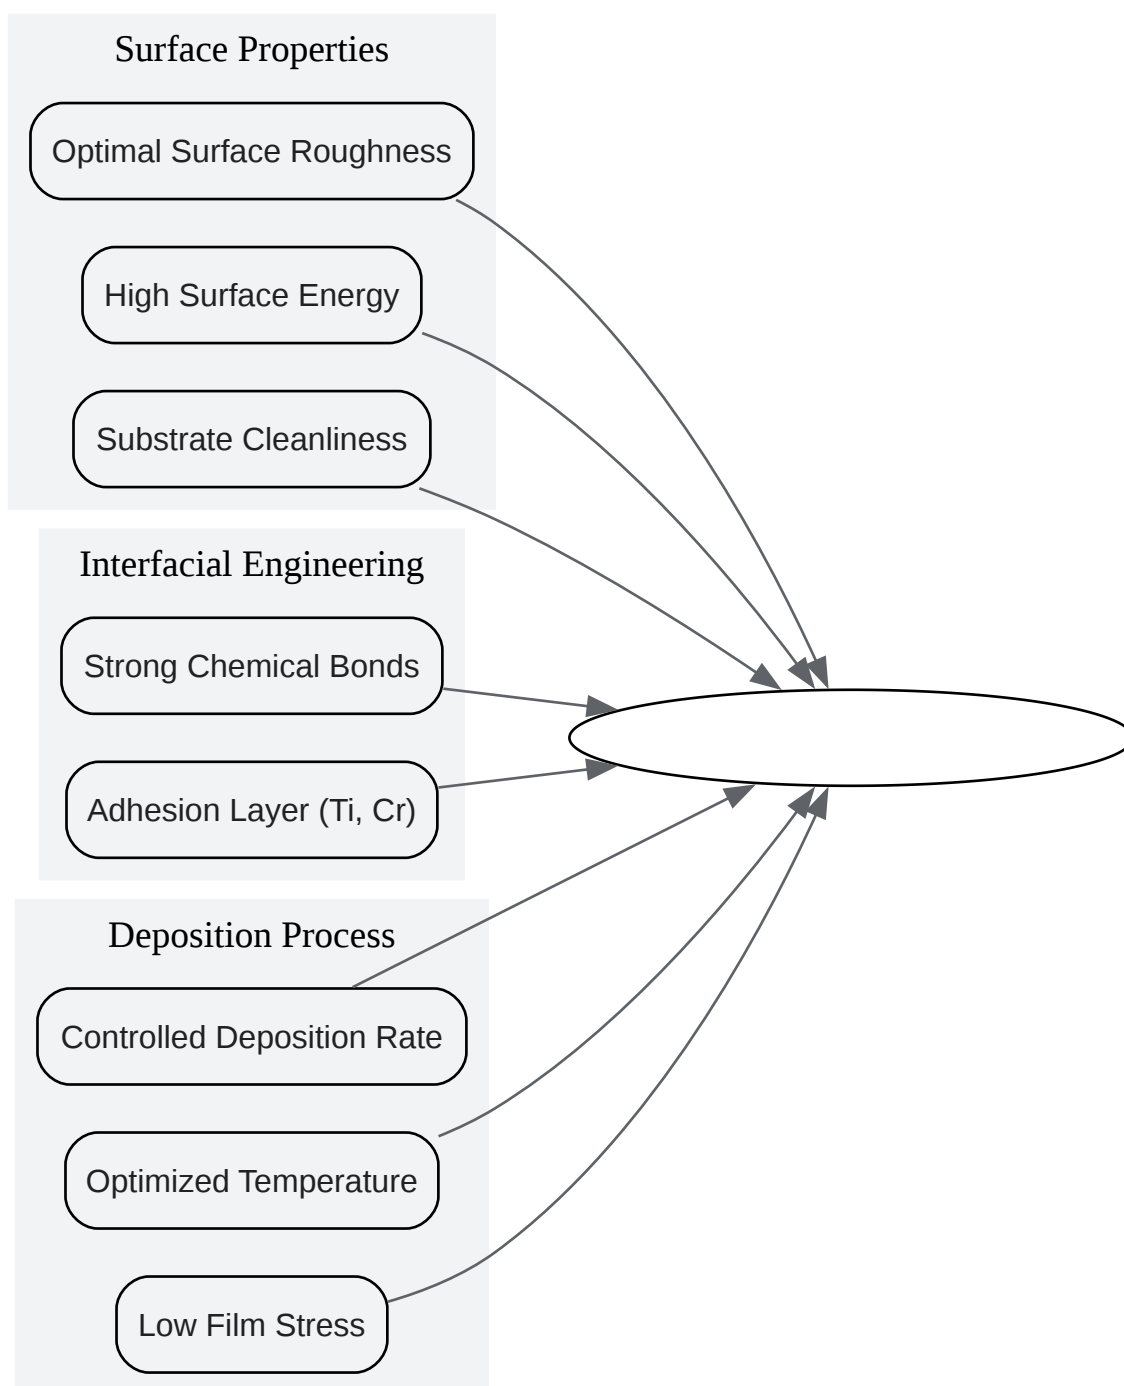 Surface Properties
Optimal Surface Roughness
High Surface Energy
Substrate Cleanliness
Interfacial Engineering
Strong Chemical Bonds
Adhesion Layer (Ti, Cr)
Deposition Process
Controlled Deposition Rate
Optimized Temperature
Low Film Stress